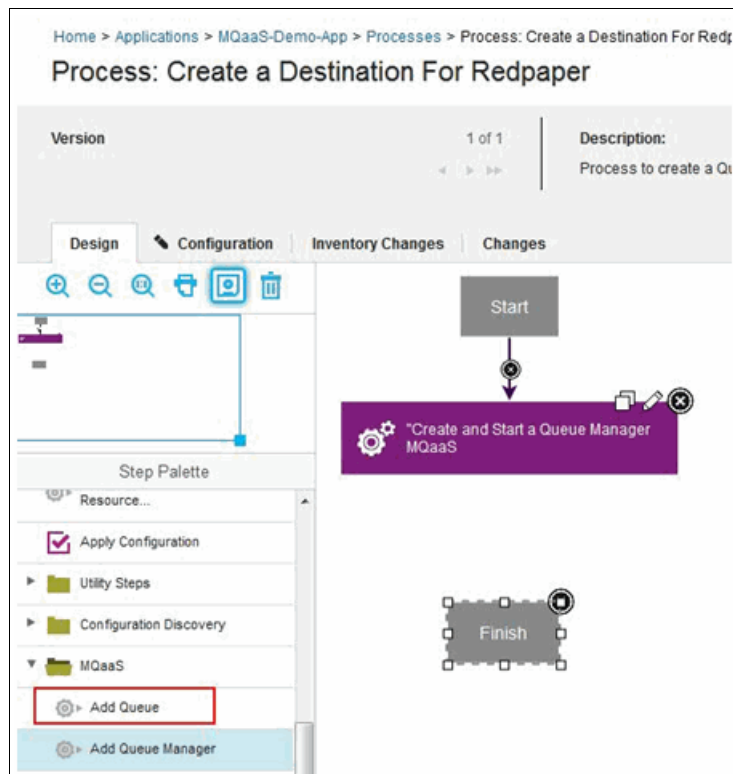 Home > Applications > MQaaS-Demo-App > Processes > Process: Create a Destination For Redp
Process: Create a Destination For Redpaper
Version
1 of 1
Description:
Process to create a Qu
Design
Configuration
Inventory Changes
Changes
Start
"Create and Start a Queue Manager
MQaaS
Step Palette
Resource...
Apply Configuration
Utility Steps
Configuration Discovery
MQaaS
Add Queue
Add Queue Manager
Finish